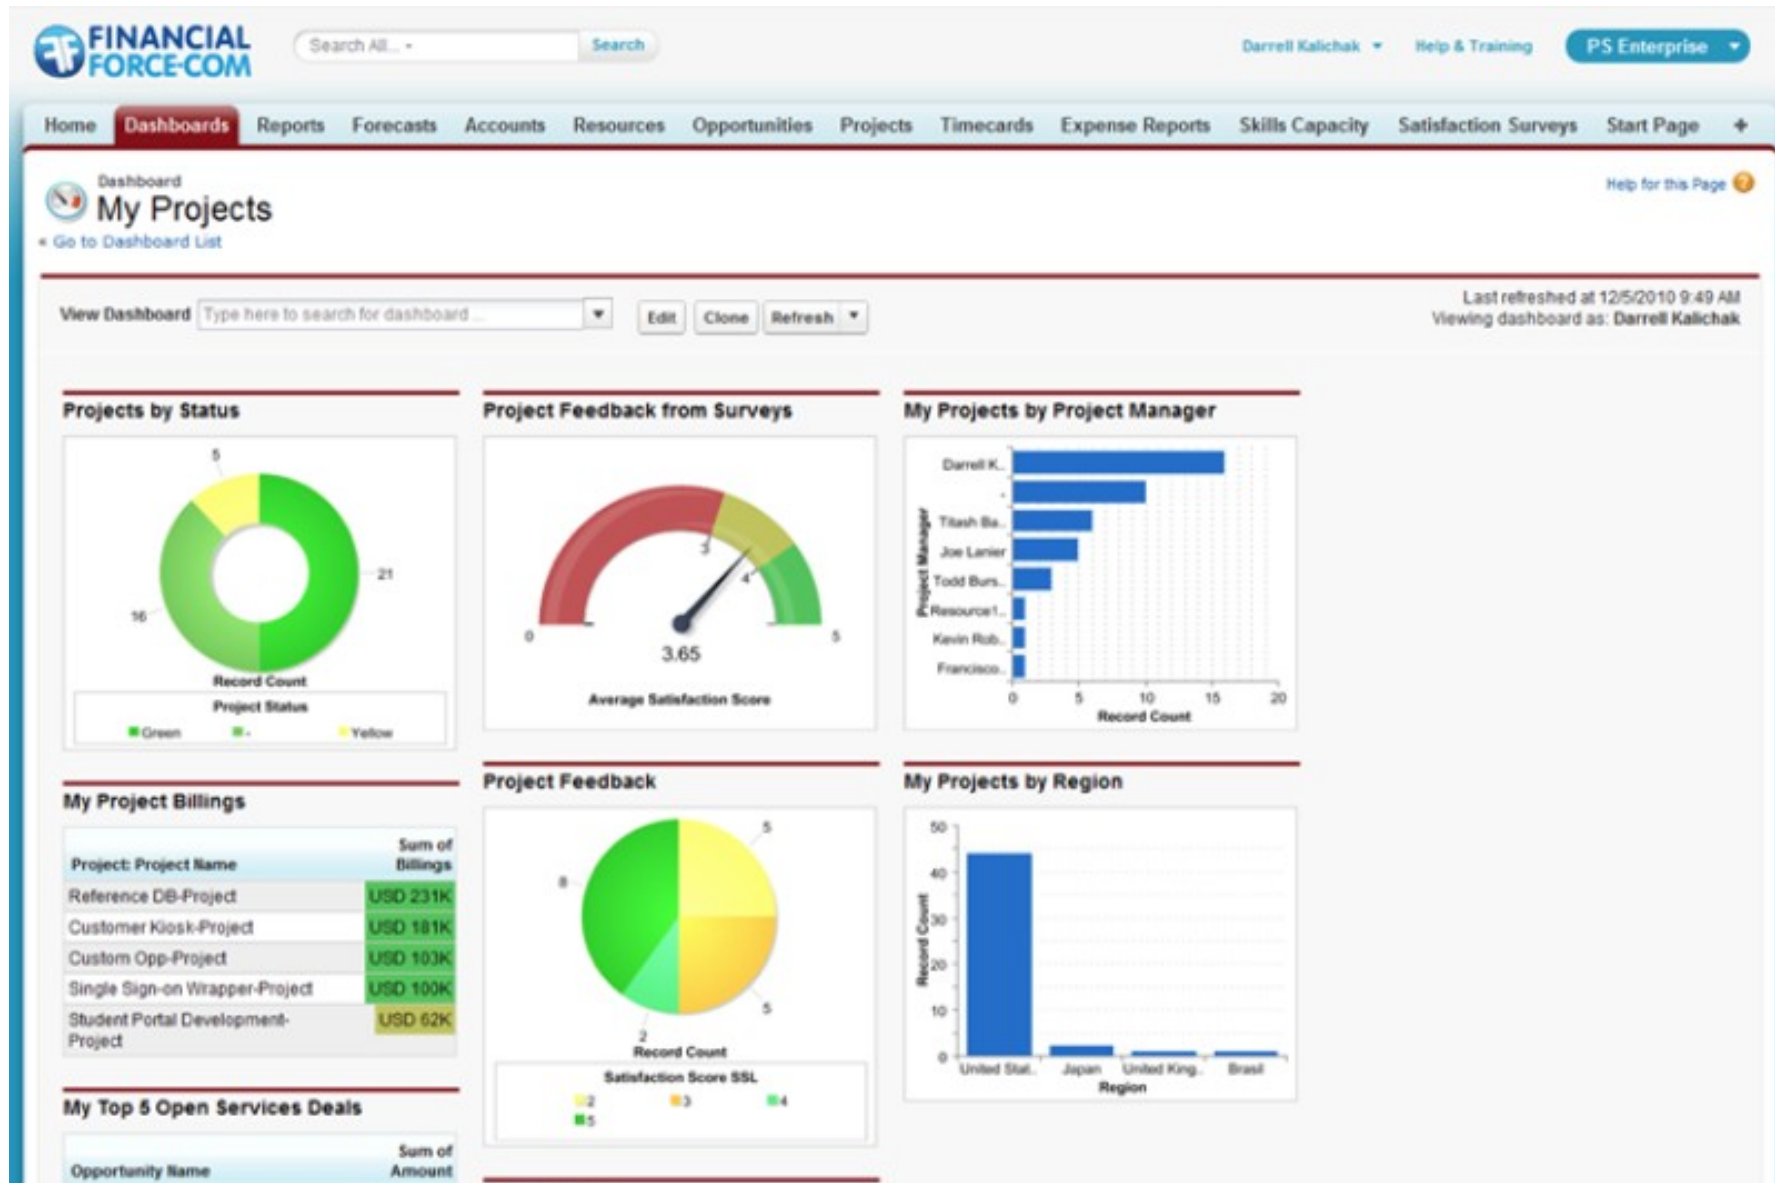 FINANCIAL
FORCE.COM
Search All...
Search
Darrell Kalichak
Help & Training
PS Enterprise
Home Dashboards Reports Forecasts Accounts Resources Opportunities Projects Timecards Expense Reports Skills Capacity Satisfaction Surveys Start Page +
Dashboard
My Projects
« Go to Dashboard List
Help for this Page ?
View Dashboard Type here to search for dashboard ...
Edit Clone Refresh
Last refreshed at 12/5/2010 9:49 AM
Viewing dashboard as: Darrell Kalichak
Projects by Status
5
21
16
Record Count
Project Status
Green - Yellow
My Project Billings
Sum of
Project: Project Name Billings
Reference DB-Project USD 231K
Customer Kiosk-Project USD 181K
Custom Opp-Project USD 103K
Single Sign-on Wrapper-Project USD 100K
Student Portal Development- USD 62K
Project
My Top 5 Open Services Deals
Sum of
Opportunity Name Amount
Project Feedback from Surveys
3
4
0 5
3.65
Average Satisfaction Score
Project Feedback
5
8
5
2
Record Count
Satisfaction Score SSL
2 3 4
5
My Projects by Project Manager
Project Manager
Darrell K..
-
Titash Ba..
Joe Lanier
Todd Burs..
Resource1..
Kevin Rob..
Francisco..
0 5 10 15 20
Record Count
My Projects by Region
Record Count
50
40
30
20
10
0
United Stat.. Japan United King.. Brasil
Region